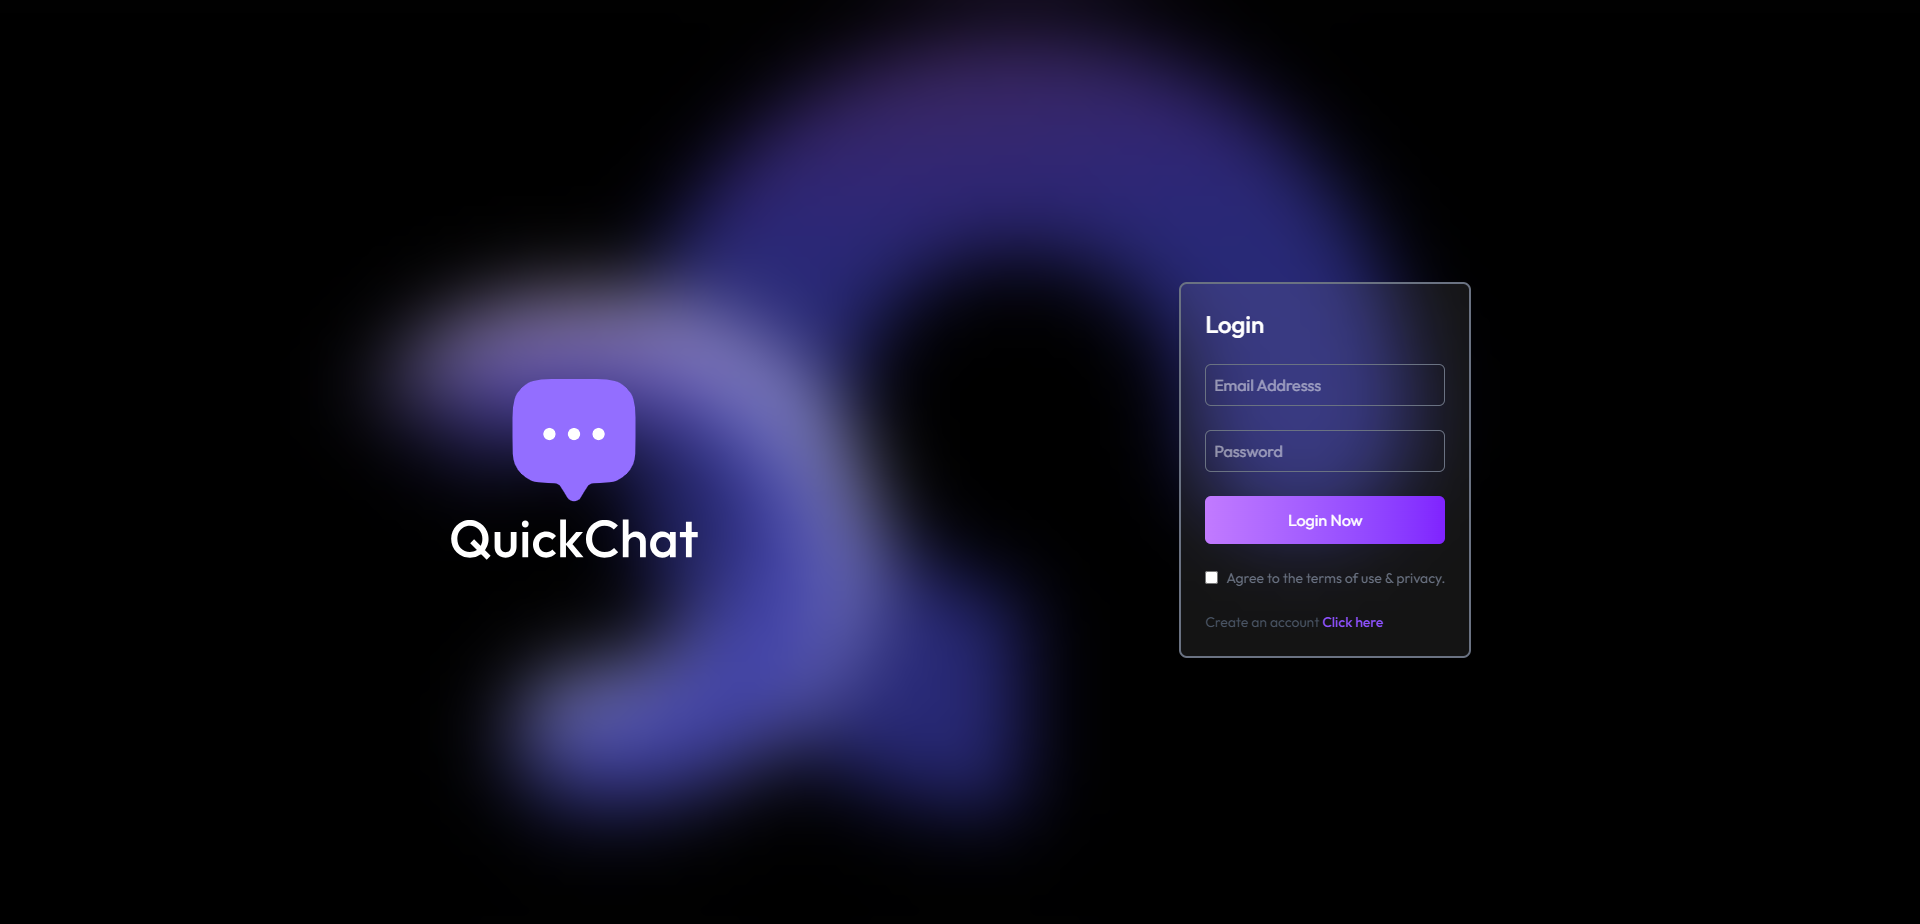 QuickChat
Login
Email Addresss
Password
Login Now
Agree to the terms of use & privacy.
Create an account Click here